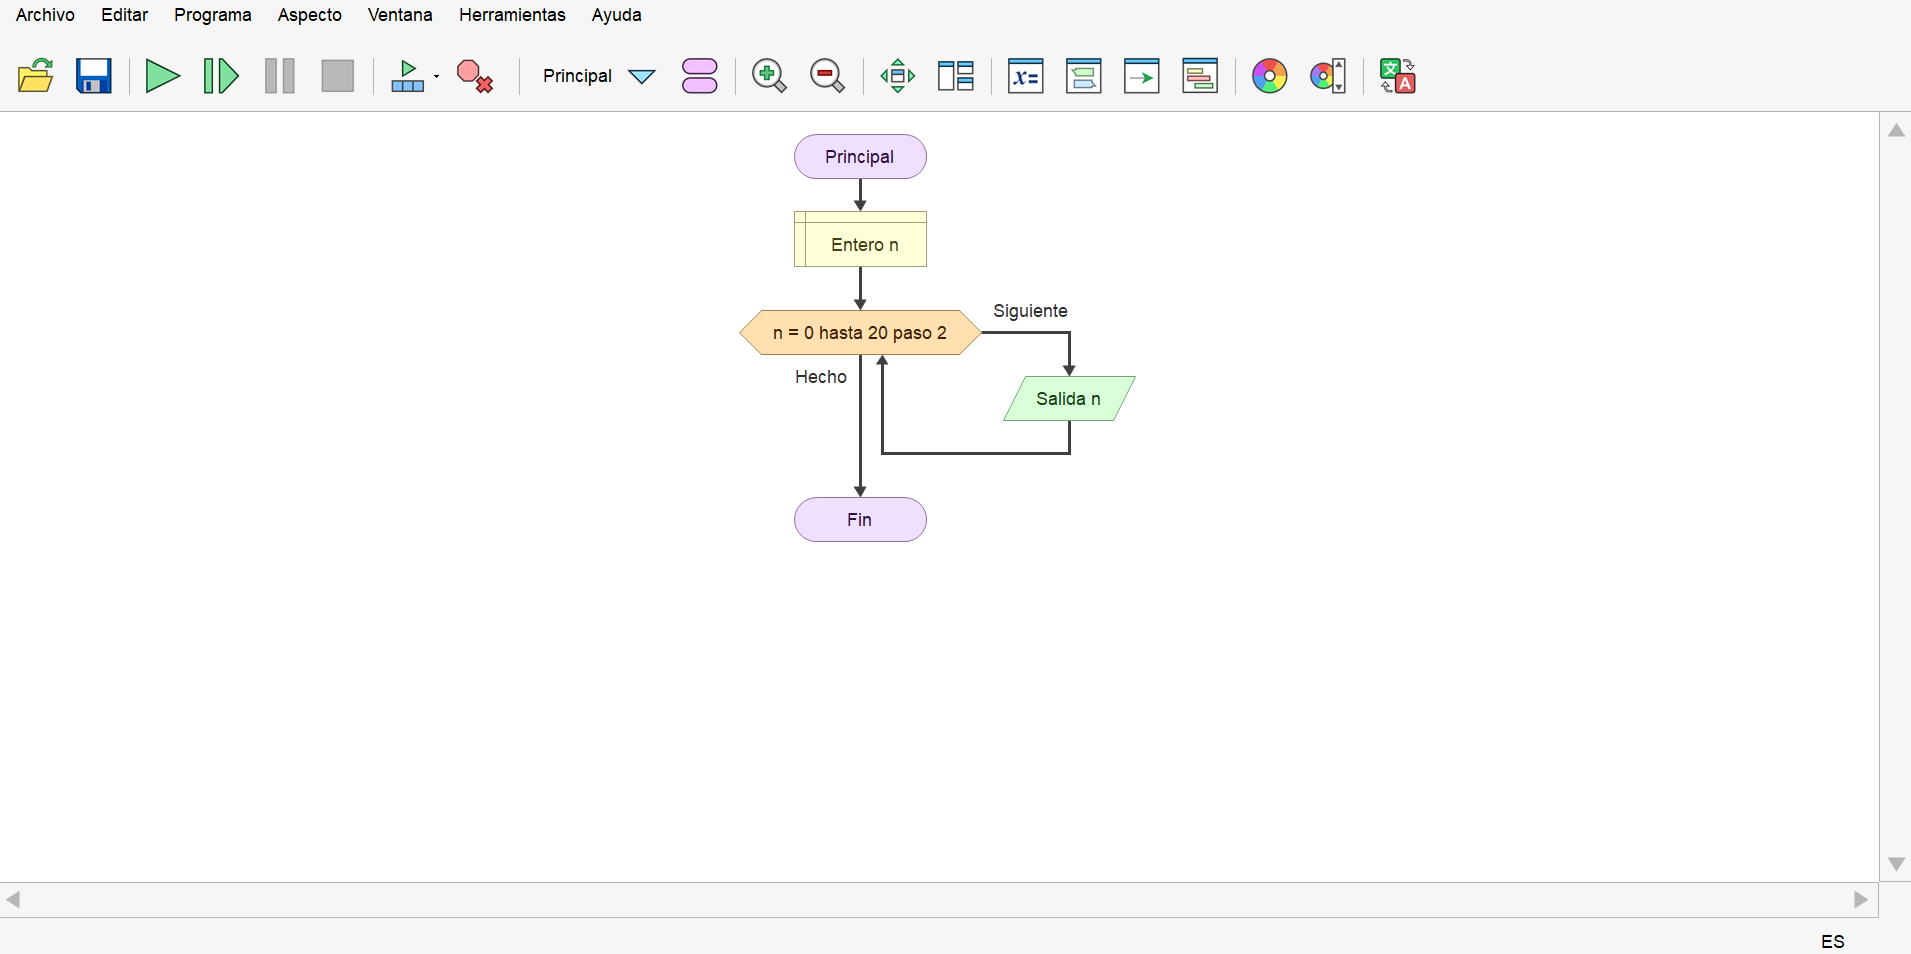 Archivo Editar Programa Aspecto Ventana Herramientas Ayuda
Principal
x=
文
A
Principal
Entero n
n = 0 hasta 20 paso 2
Siguiente
Hecho
Salida n
Fin
ES